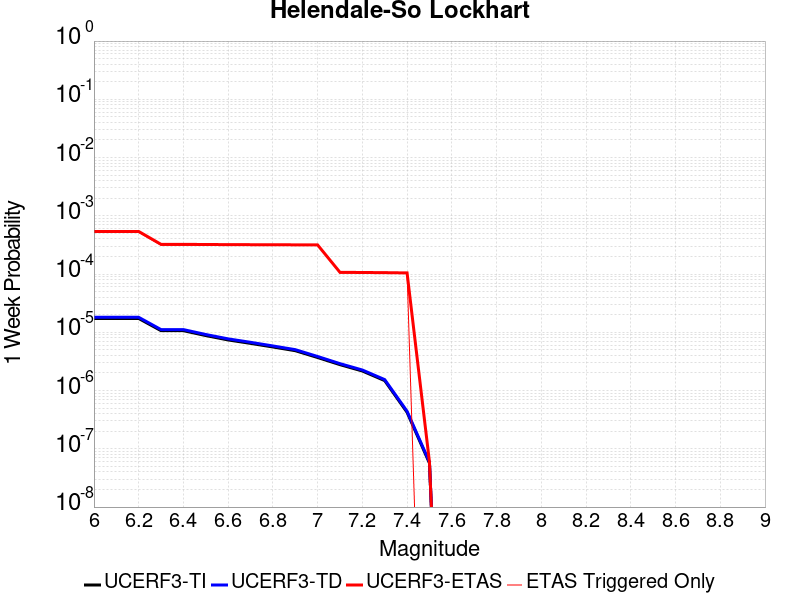 Helendale-So Lockhart
10^0
10^-1
10^-2
10^-3
10^-4
10^-5
10^-6
10^-7
10^-8
1 Week Probability
6 6.2 6.4 6.6 6.8 7 7.2 7.4 7.6 7.8 8 8.2 8.4 8.6 8.8 9
Magnitude
UCERF3-TI UCERF3-TD UCERF3-ETAS ETAS Triggered Only